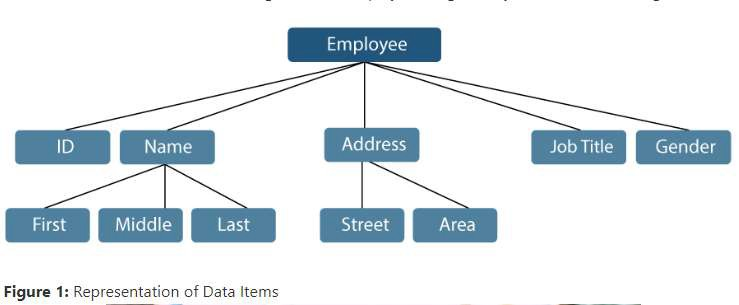 Employee
ID
Name
Address
Job Title
Gender
First
Middle
Last
Street
Area
Figure 1: Representation of Data Items